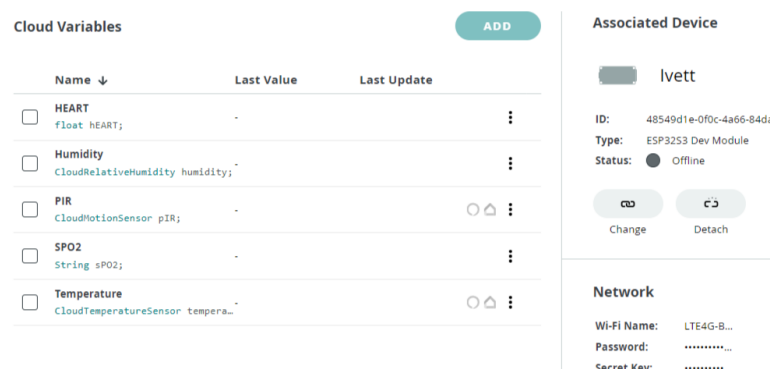 Cloud Variables
ADD
Name ↓ Last Value Last Update
HEART
float hEART;
-
Humidity
CloudRelativeHumidity humidity;
-
PIR
CloudMotionSensor pIR;
-
SPO2
String sPO2;
-
Temperature
CloudTemperatureSensor tempera…
-
Associated Device
Ivett
ID: 48549d1e-0f0c-4a66-84da
Type: ESP32S3 Dev Module
Status: Offline
Change Detach
Network
Wi-Fi Name: LTE4G-B...
Password: ••••••••••...
Secret Key: ••••••••••